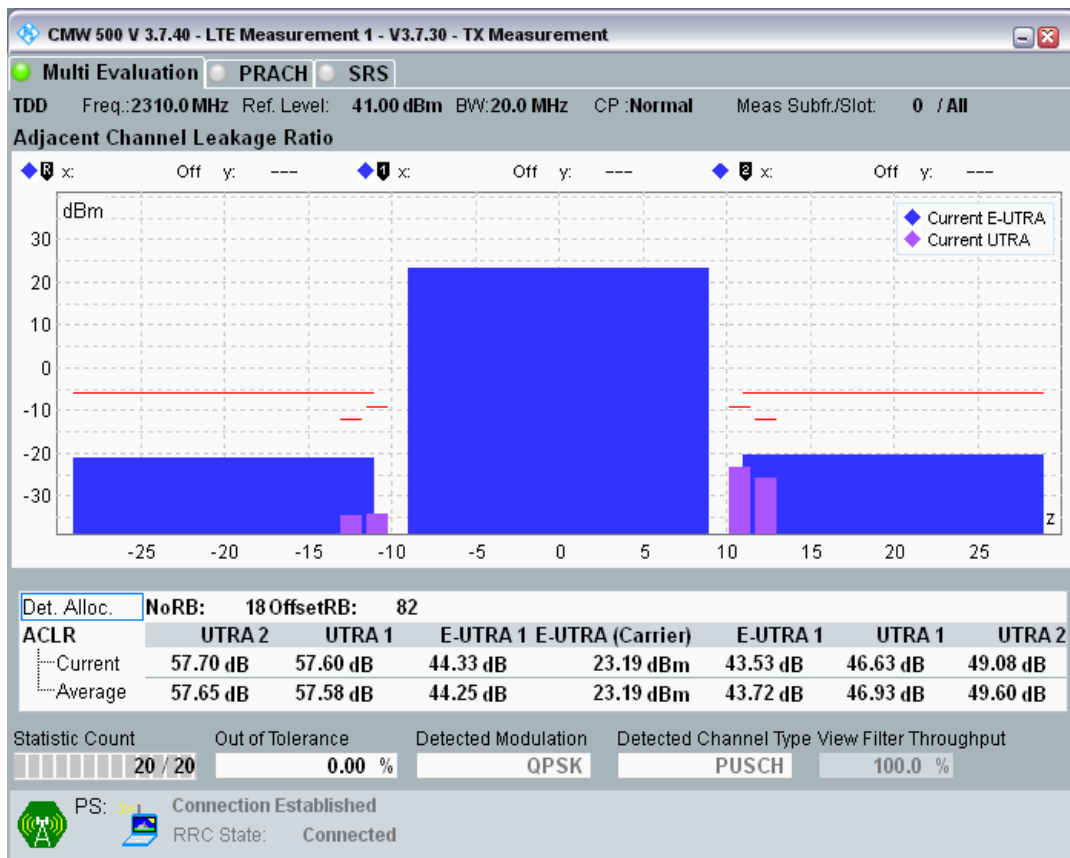 CMW 500 V 3.7.40 - LTE Measurement 1 - V3.7.30 - TX Measurement
Multi Evaluation PRACH SRS
TDD Freq.:2310.0 MHz Ref. Level: 41.00 dBm BW:20.0 MHz CP :Normal Meas Subfr./Slot: 0 / All
Adjacent Channel Leakage Ratio
R x: Off y: --- 1 x: Off y: --- 2 x: Off y: ---
dBm
Current E-UTRA
Current UTRA
30
20
10
0
-10
-20
-30
z
-25 -20 -15 -10 -5 0 5 10 15 20 25
Det. Alloc. NoRB: 18 OffsetRB: 82
ACLR UTRA 2 UTRA 1 E-UTRA 1 E-UTRA (Carrier) E-UTRA 1 UTRA 1 UTRA 2
Current 57.70 dB 57.60 dB 44.33 dB 23.19 dBm 43.53 dB 46.63 dB 49.08 dB
Average 57.65 dB 57.58 dB 44.25 dB 23.19 dBm 43.72 dB 46.93 dB 49.60 dB
Statistic Count Out of Tolerance Detected Modulation Detected Channel Type View Filter Throughput
20 / 20 0.00 % QPSK PUSCH 100.0 %
PS: Connection Established
RRC State: Connected